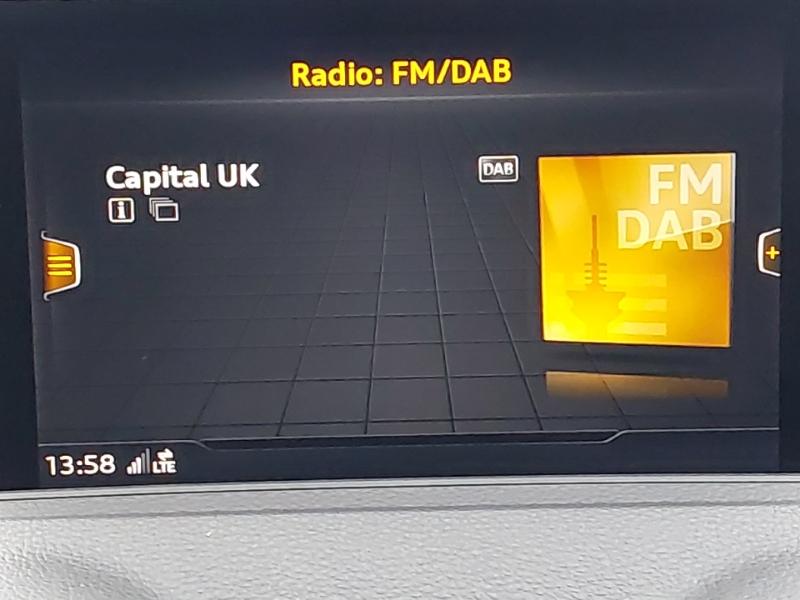 Radio: FM/DAB
Capital UK
DAB
i
FM
DAB
13:58 LTE